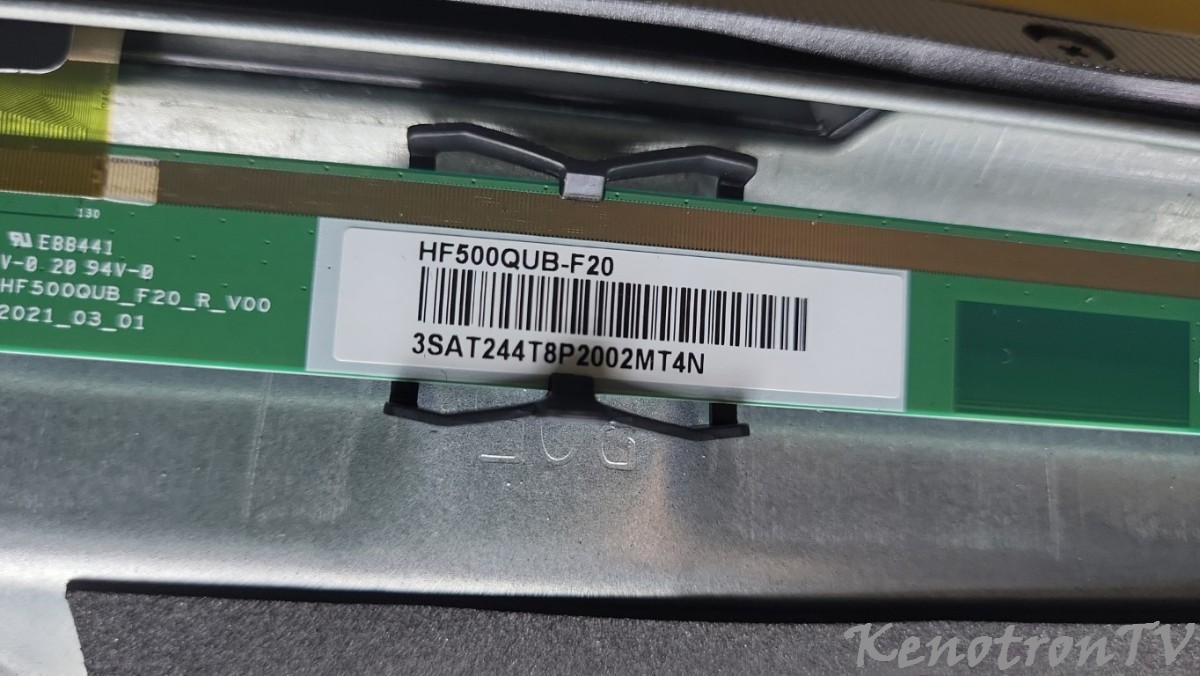 130
E88441
V-0 20 94V-0
HF500QUB_F20_R_V00
2021_03_01
HF500QUB-F20
3SAT244T8P2002MT4N
KenotronTV